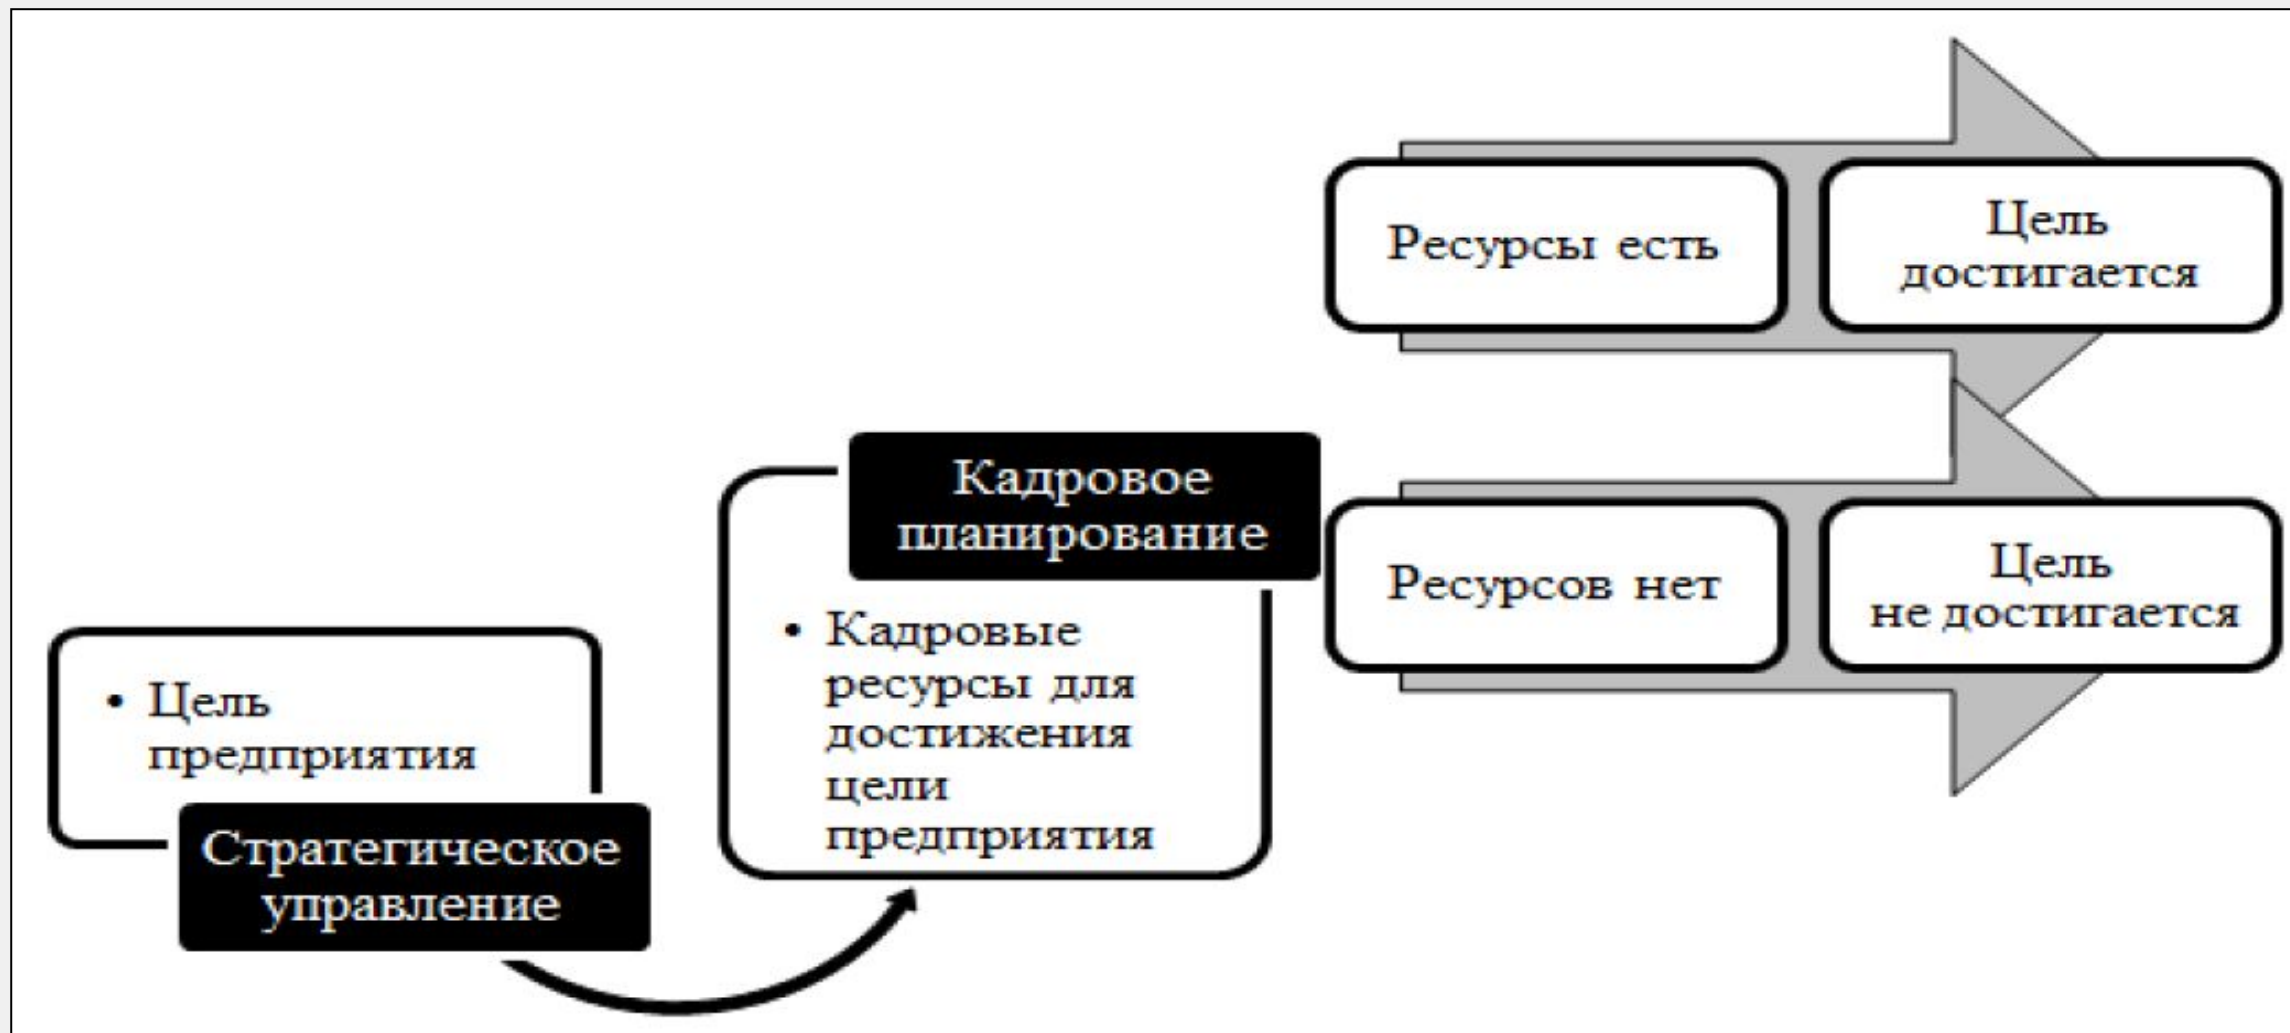 • Цель
предприятия
Стратегическое
управление
Кадровое
планирование
• Кадровые
ресурсы для
достижения
цели
предприятия
Ресурсы есть
Цель
достигается
Ресурсов нет
Цель
не достигается